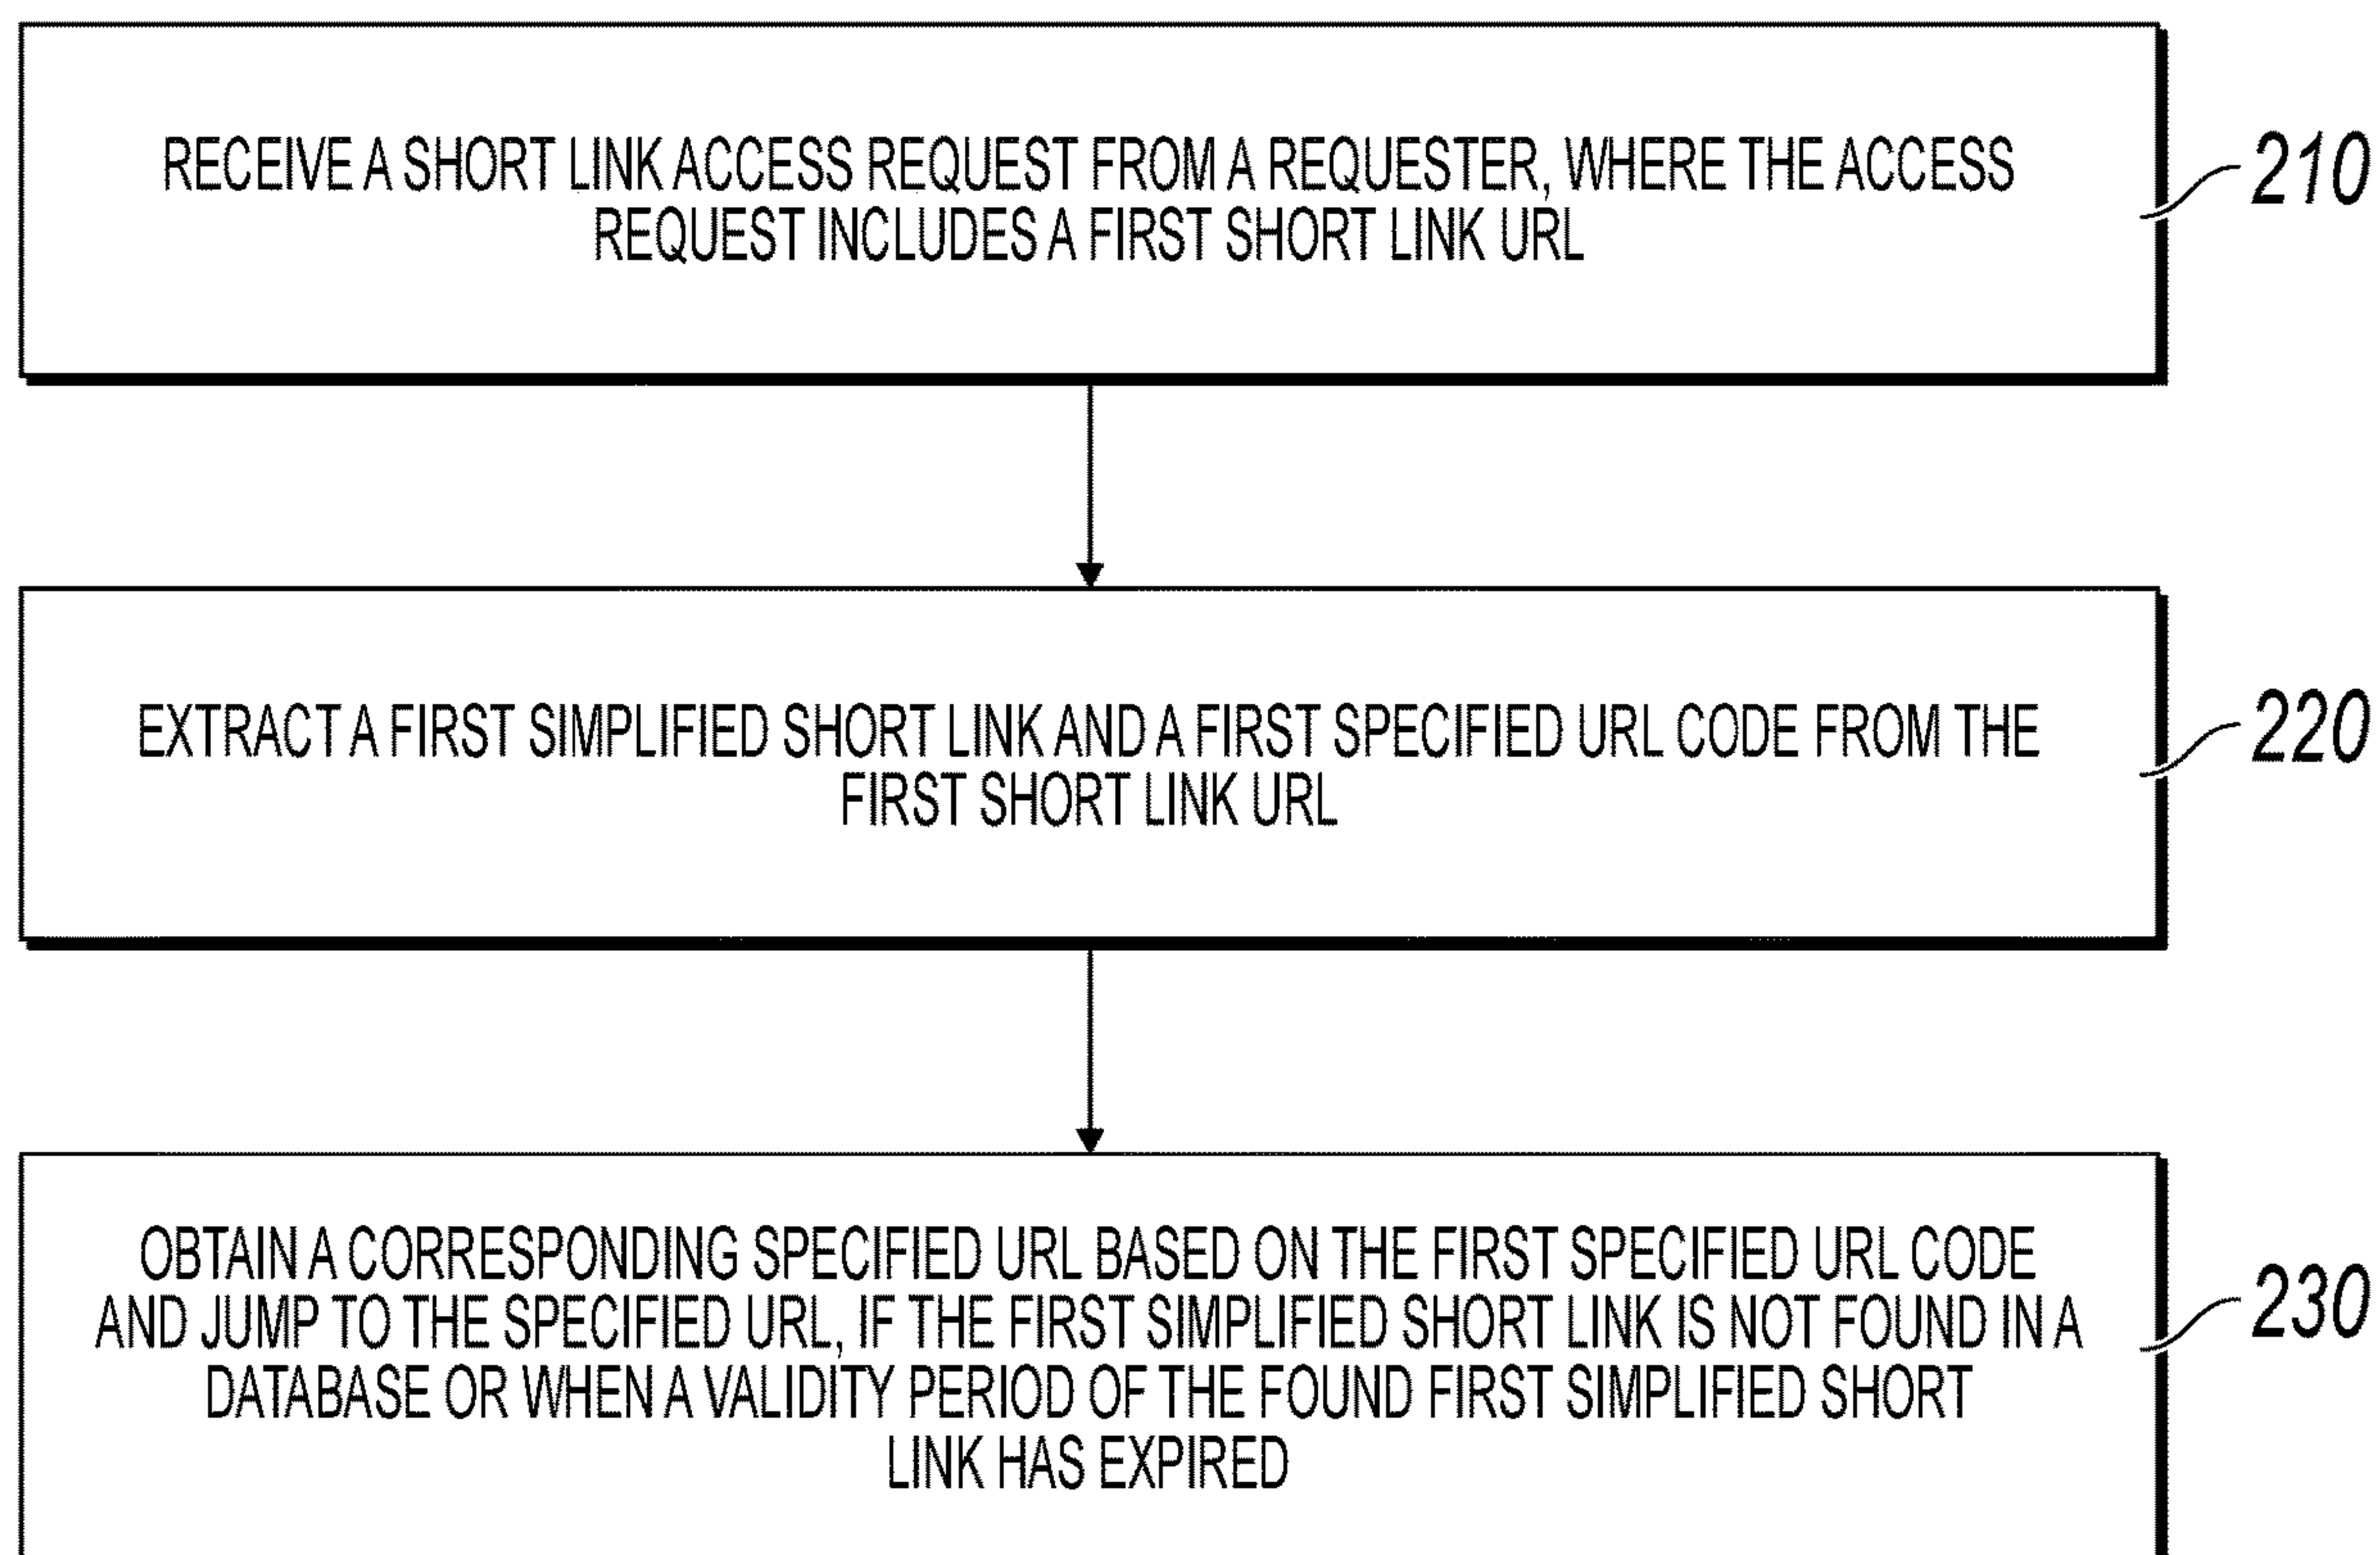 RECEIVE A SHORT LINK ACCESS REQUEST FROM A REQUESTER, WHERE THE ACCESS
REQUEST INCLUDES A FIRST SHORT LINK URL
210
EXTRACT A FIRST SIMPLIFIED SHORT LINK AND A FIRST SPECIFIED URL CODE FROM THE
FIRST SHORT LINK URL
220
OBTAIN A CORRESPONDING SPECIFIED URL BASED ON THE FIRST SPECIFIED URL CODE
AND JUMP TO THE SPECIFIED URL, IF THE FIRST SIMPLIFIED SHORT LINK IS NOT FOUND IN A
DATABASE OR WHEN A VALIDITY PERIOD OF THE FOUND FIRST SIMPLIFIED SHORT
LINK HAS EXPIRED
230